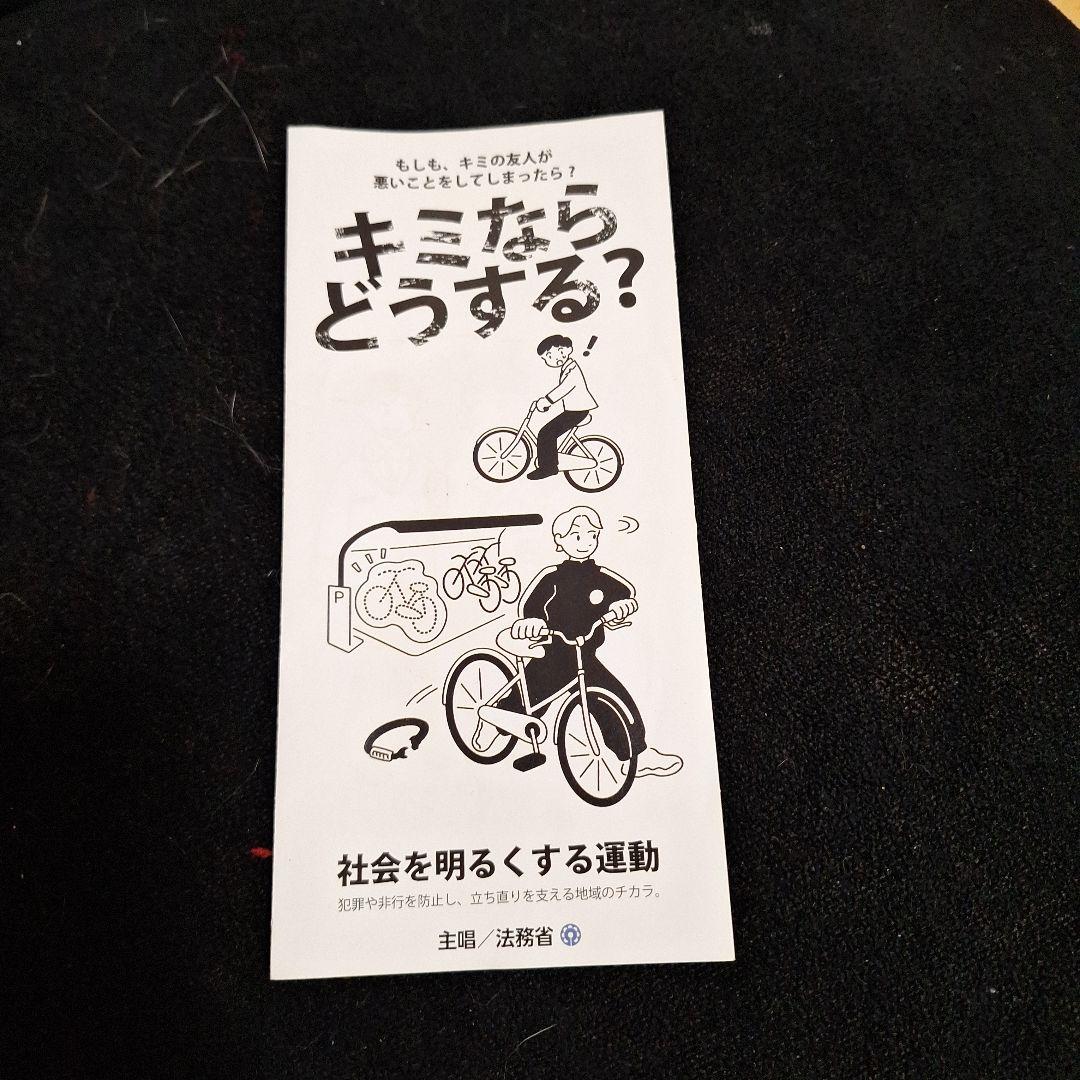 もしも、キミの友人が
悪いことをしてしまったら?
キミなら
どうする?
!
P
社会を明るくする運動
犯罪や非行を防止し、立ち直りを支える地域のチカラ。
主唱/法務省